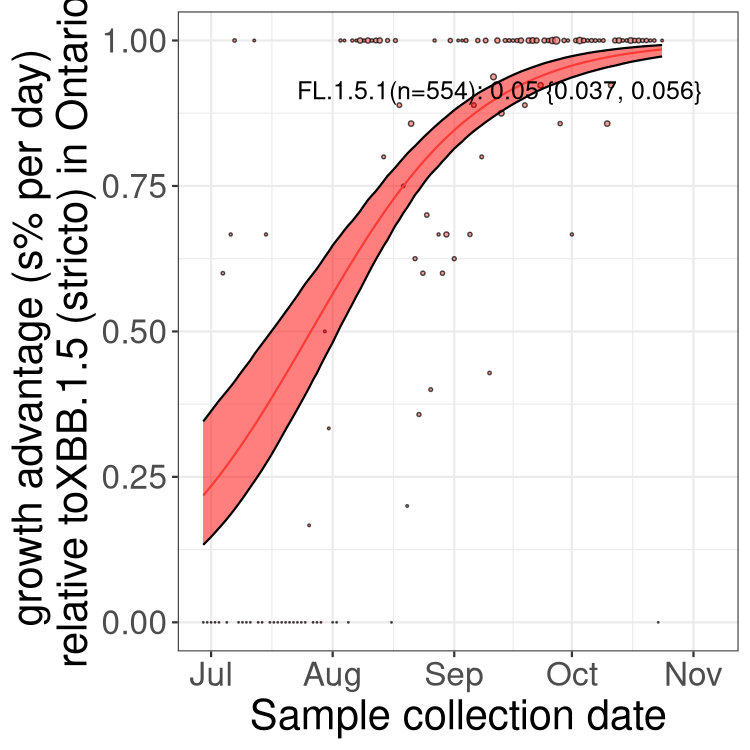 growth advantage (s% per day)
relative toXBB.1.5 (stricto) in Ontario
1.00
0.75
0.50
0.25
0.00
FL.1.5.1(n=554): 0.05 {0.037, 0.056}
Jul Aug Sep Oct Nov
Sample collection date